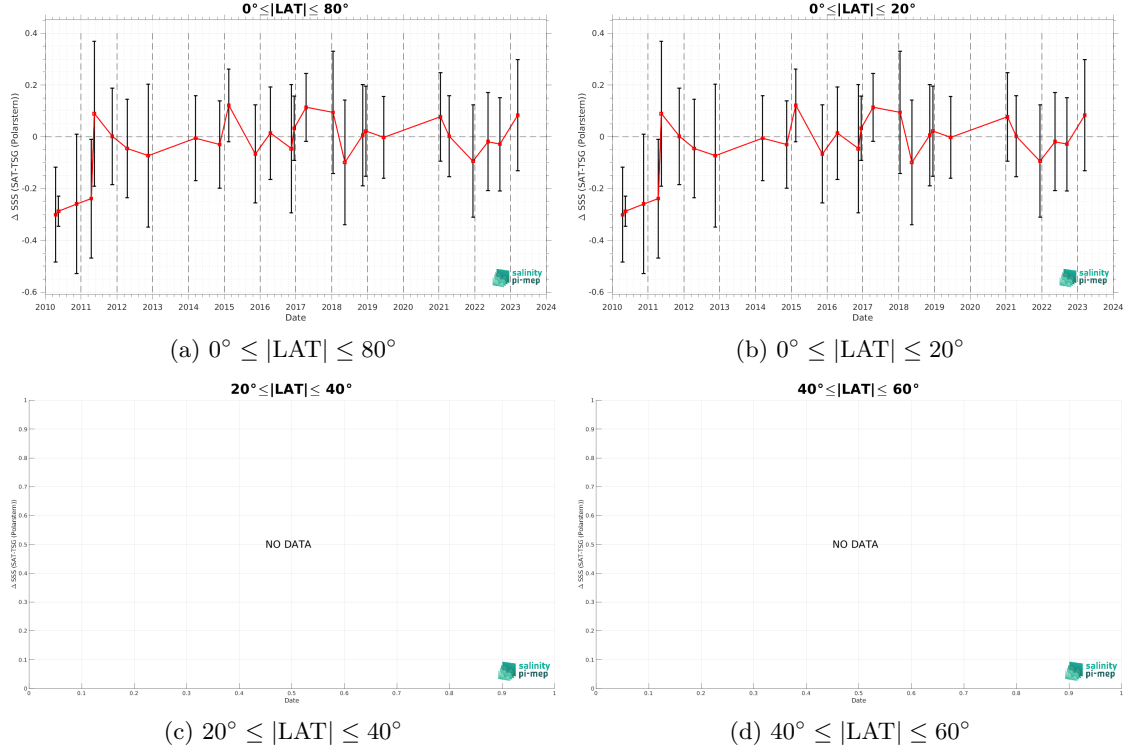 0°≤|LAT|≤ 80°
0.4
0.2
0
-0.2
-0.4
-0.6
Δ SSS (SAT-TSG (Polarstern))
2010 2011 2012 2013 2014 2015 2016 2017 2018 2019 2020 2021 2022 2023 2024
Date
salinity
pi-mep
(a) 0° ≤ |LAT| ≤ 80°
0°≤|LAT|≤ 20°
0.4
0.2
0
-0.2
-0.4
-0.6
Δ SSS (SAT-TSG (Polarstern))
2010 2011 2012 2013 2014 2015 2016 2017 2018 2019 2020 2021 2022 2023 2024
Date
salinity
pi-mep
(b) 0° ≤ |LAT| ≤ 20°
20°≤|LAT|≤ 40°
1
0.9
0.8
0.7
0.6
0.5
0.4
0.3
0.2
0.1
0
Δ SSS (SAT-TSG (Polarstern))
NO DATA
0 0.1 0.2 0.3 0.4 0.5 0.6 0.7 0.8 0.9 1
Date
salinity
pi-mep
(c) 20° ≤ |LAT| ≤ 40°
40°≤|LAT|≤ 60°
1
0.9
0.8
0.7
0.6
0.5
0.4
0.3
0.2
0.1
0
Δ SSS (SAT-TSG (Polarstern))
NO DATA
0 0.1 0.2 0.3 0.4 0.5 0.6 0.7 0.8 0.9 1
Date
salinity
pi-mep
(d) 40° ≤ |LAT| ≤ 60°